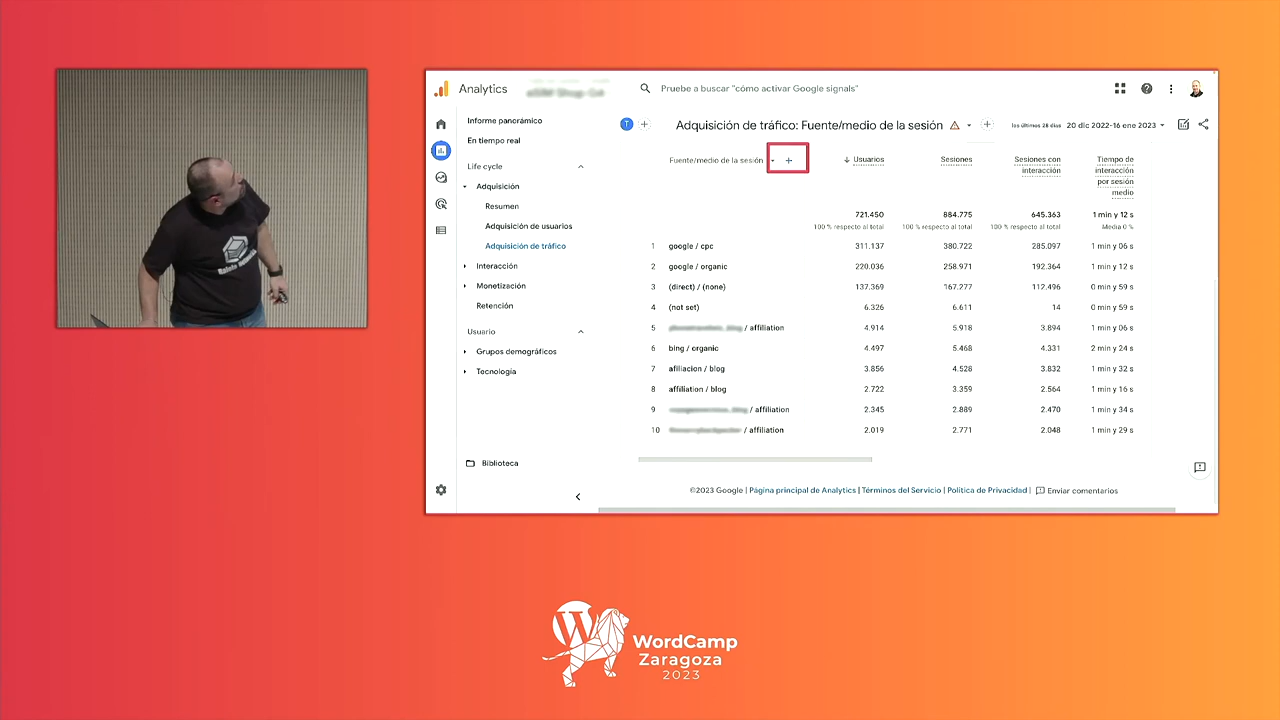 Analytics
Pruebe a buscar "cómo activar Google signals"
Informe panorámico
En tiempo real
Life cycle
Adquisición
Resumen
Adquisición de usuarios
Adquisición de tráfico
Interacción
Monetización
Retención
Usuario
Grupos demográficos
Tecnología
Biblioteca
T
Adquisición de tráfico: Fuente/medio de la sesión
los últimos 28 días 20 dic 2022-16 ene 2023
Fuente/medio de la sesión + Usuarios Sesiones Sesiones con interacción Tiempo de interacción por sesión medio
721.450 884.775 645.363 1 min y 12 s
100 % respecto al total 100 % respecto al total 100 % respecto al total Media 0 %
1 google / cpc 311.137 380.722 285.097 1 min y 06 s
2 google / organic 220.036 258.971 192.364 1 min y 12 s
3 (direct) / (none) 137.369 167.277 112.496 0 min y 59 s
4 (not set) 6.326 6.611 14 0 min y 59 s
5 / affiliation 4.914 5.918 3.894 1 min y 06 s
6 bing / organic 4.497 5.468 4.331 2 min y 24 s
7 afiliacion / blog 3.856 4.528 3.832 1 min y 32 s
8 affiliation / blog 2.722 3.359 2.564 1 min y 16 s
9 / affiliation 2.345 2.889 2.470 1 min y 34 s
10 / affiliation 2.019 2.771 2.048 1 min y 29 s
©2023 Google | Página principal de Analytics | Términos del Servicio | Política de Privacidad | Enviar comentarios
WordCamp
Zaragoza
2023